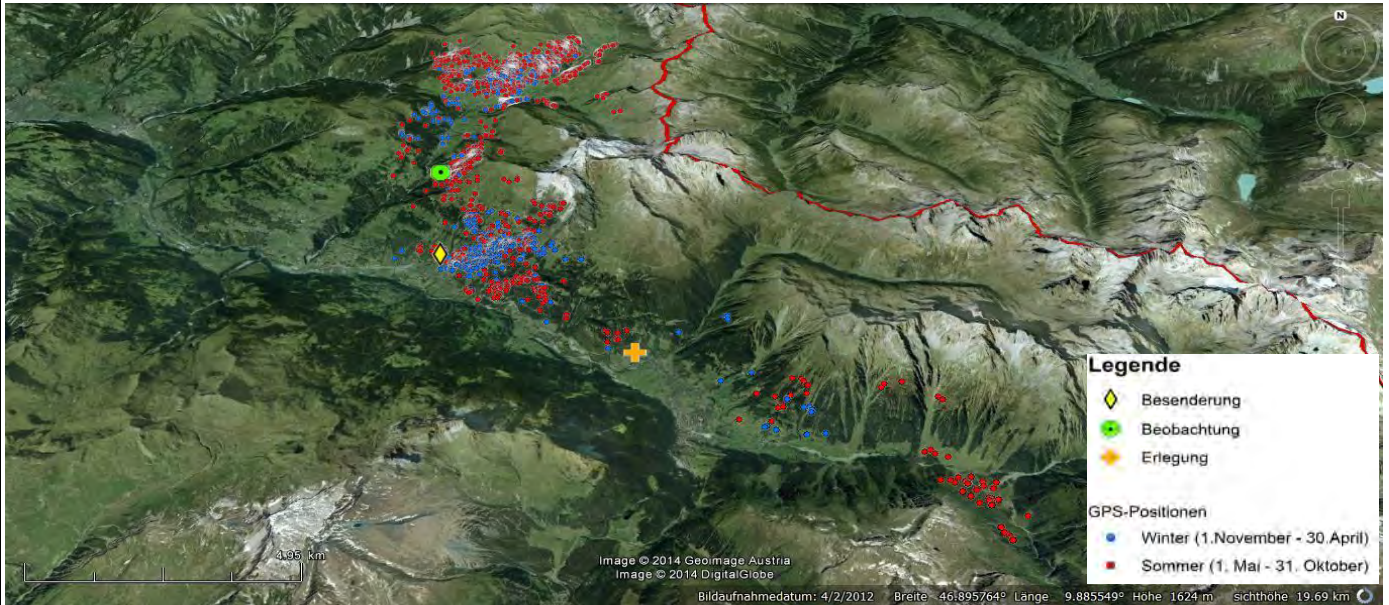 N
Legende
Besenderung
Beobachtung
Erlegung
GPS-Positionen
Winter (1.November - 30.April)
Sommer (1. Mai - 31. Oktober)
4.95 km
Image © 2014 Geoimage Austria
Image © 2014 DigitalGlobe
Bildaufnahmedatum: 4/2/2012 Breite 46.895764° Länge 9.885549° Höhe 1624 m sichthöhe 19.69 km